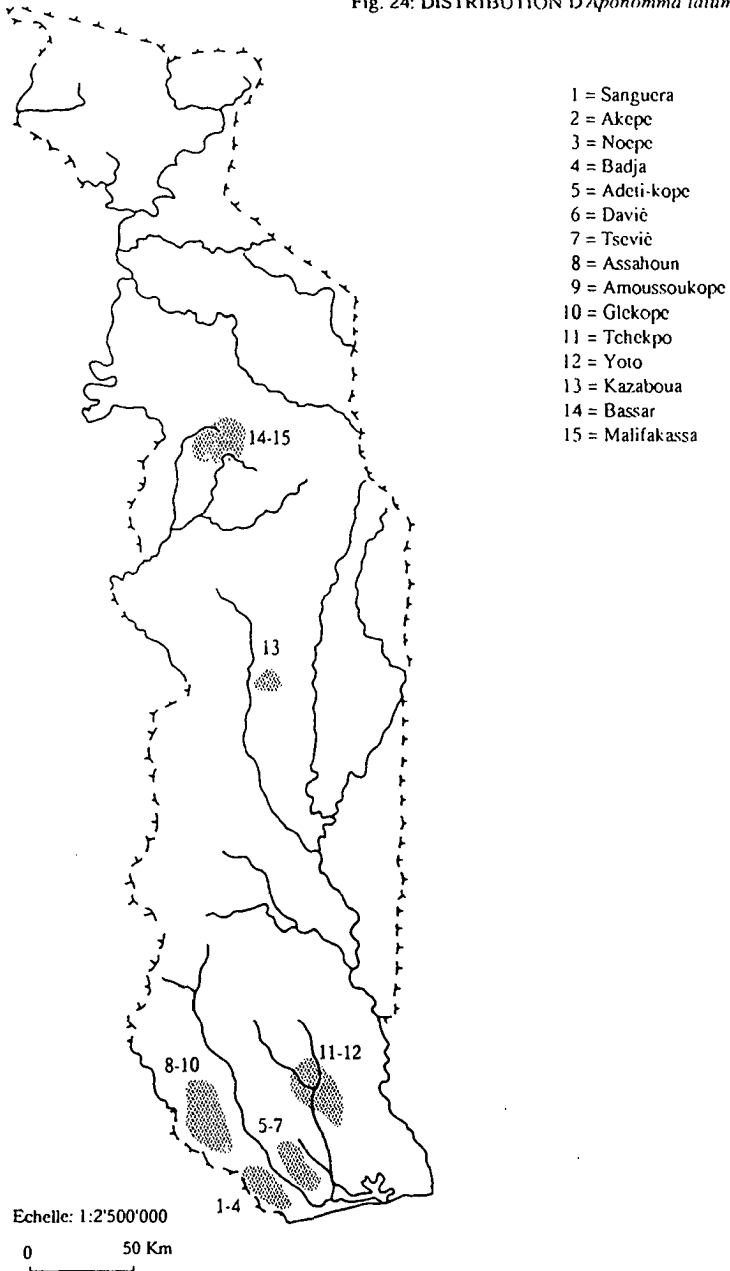 Fig. 24: DISTRIBUTION D'Aponomma latum
1 = Sanguera
2 = Akepe
3 = Noepe
4 = Badja
5 = Adeti-kope
6 = Davié
7 = Tsevié
8 = Assahoun
9 = Amoussoukope
10 = Glekope
11 = Tchekpo
12 = Yoto
13 = Kazaboua
14 = Bassar
15 = Malifakassa
14-15
13
11-12
8-10
5-7
1-4
Echelle: 1:2'500'000
0 50 Km